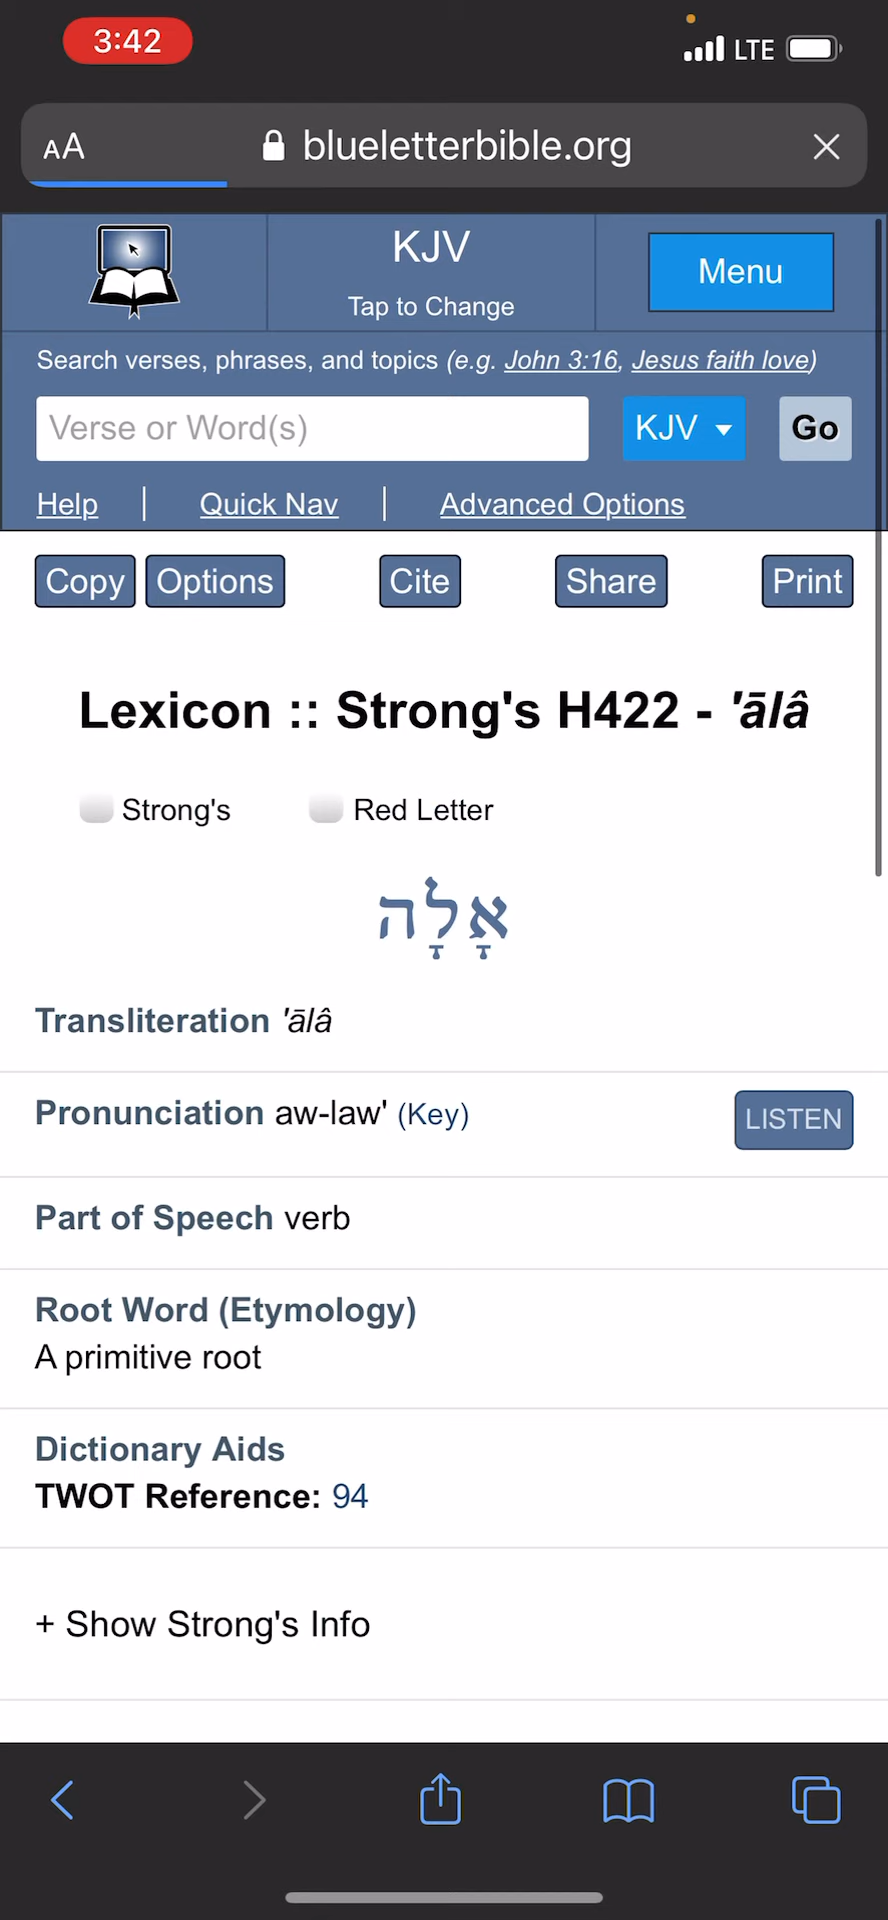 3:42
LTE
AA blueletterbible.org
KJV
Tap to Change
Menu
Search verses, phrases, and topics (e.g. John 3:16, Jesus faith love)
Verse or Word(s) KJV Go
Help | Quick Nav | Advanced Options
Copy Options Cite Share Print
Lexicon :: Strong's H422 - 'ālâ
Strong's Red Letter
אָלָה
Transliteration 'ālâ
Pronunciation aw-law' (Key) LISTEN
Part of Speech verb
Root Word (Etymology)
A primitive root
Dictionary Aids
TWOT Reference: 94
+ Show Strong's Info